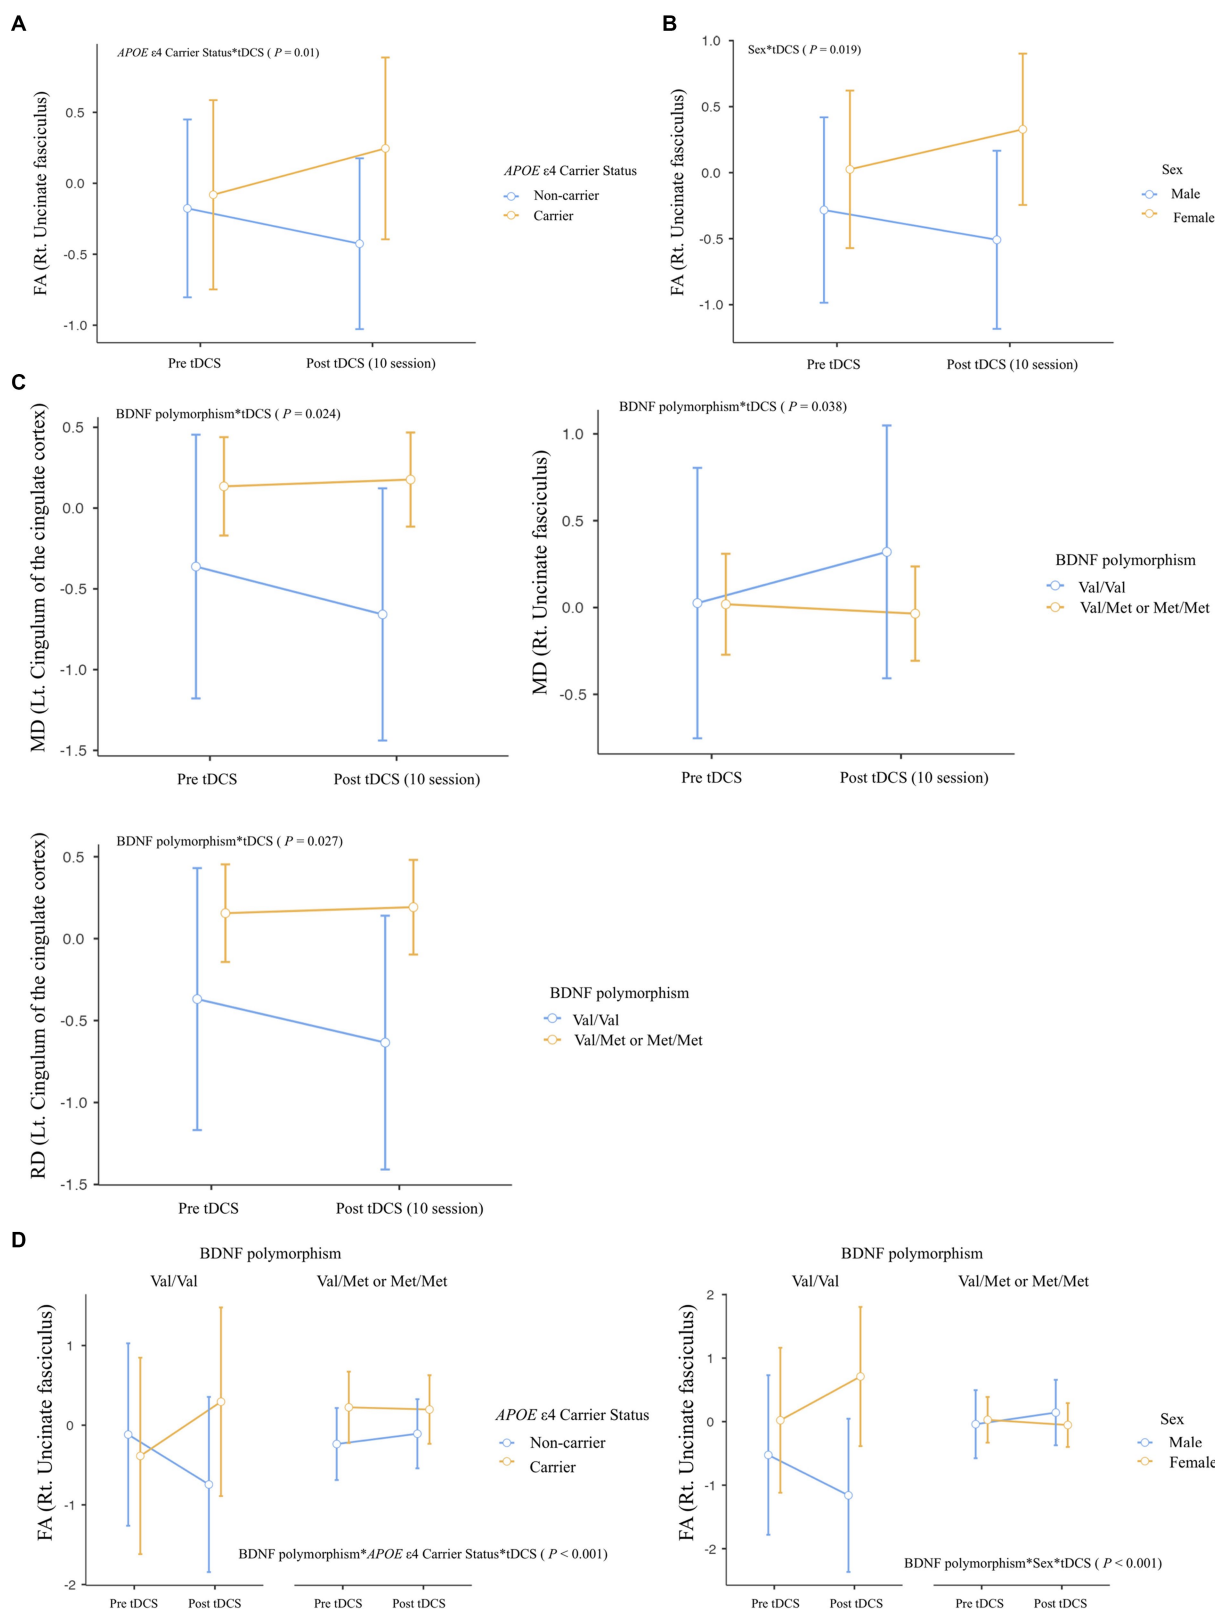 A
APOE ε4 Carrier Status*tDCS ( P = 0.01)
FA (Rt. Uncinate fasciculus)
0.5
0.0
-0.5
-1.0
Pre tDCS
Post tDCS (10 session)
APOE ε4 Carrier Status
Non-carrier
Carrier
B
Sex*tDCS ( P = 0.019)
FA (Rt. Uncinate fasciculus)
1.0
0.5
0.0
-0.5
-1.0
Pre tDCS
Post tDCS (10 session)
Sex
Male
Female
C
BDNF polymorphism*tDCS ( P = 0.024)
MD (Lt. Cingulum of the cingulate cortex)
0.5
0.0
-0.5
-1.0
-1.5
Pre tDCS
Post tDCS (10 session)
BDNF polymorphism*tDCS ( P = 0.038)
MD (Rt. Uncinate fasciculus)
1.0
0.5
0.0
-0.5
Pre tDCS
Post tDCS (10 session)
BDNF polymorphism
Val/Val
Val/Met or Met/Met
BDNF polymorphism*tDCS ( P = 0.027)
RD (Lt. Cingulum of the cingulate cortex)
0.5
0.0
-0.5
-1.0
-1.5
Pre tDCS
Post tDCS (10 session)
BDNF polymorphism
Val/Val
Val/Met or Met/Met
D
BDNF polymorphism
Val/Val
Val/Met or Met/Met
FA (Rt. Uncinate fasciculus)
1
0
-1
-2
BDNF polymorphism*APOE ε4 Carrier Status*tDCS ( P < 0.001)
Pre tDCS
Post tDCS
Pre tDCS
Post tDCS
APOE ε4 Carrier Status
Non-carrier
Carrier
BDNF polymorphism
Val/Val
Val/Met or Met/Met
FA (Rt. Uncinate fasciculus)
2
1
0
-1
-2
BDNF polymorphism*Sex*tDCS ( P < 0.001)
Pre tDCS
Post tDCS
Pre tDCS
Post tDCS
Sex
Male
Female